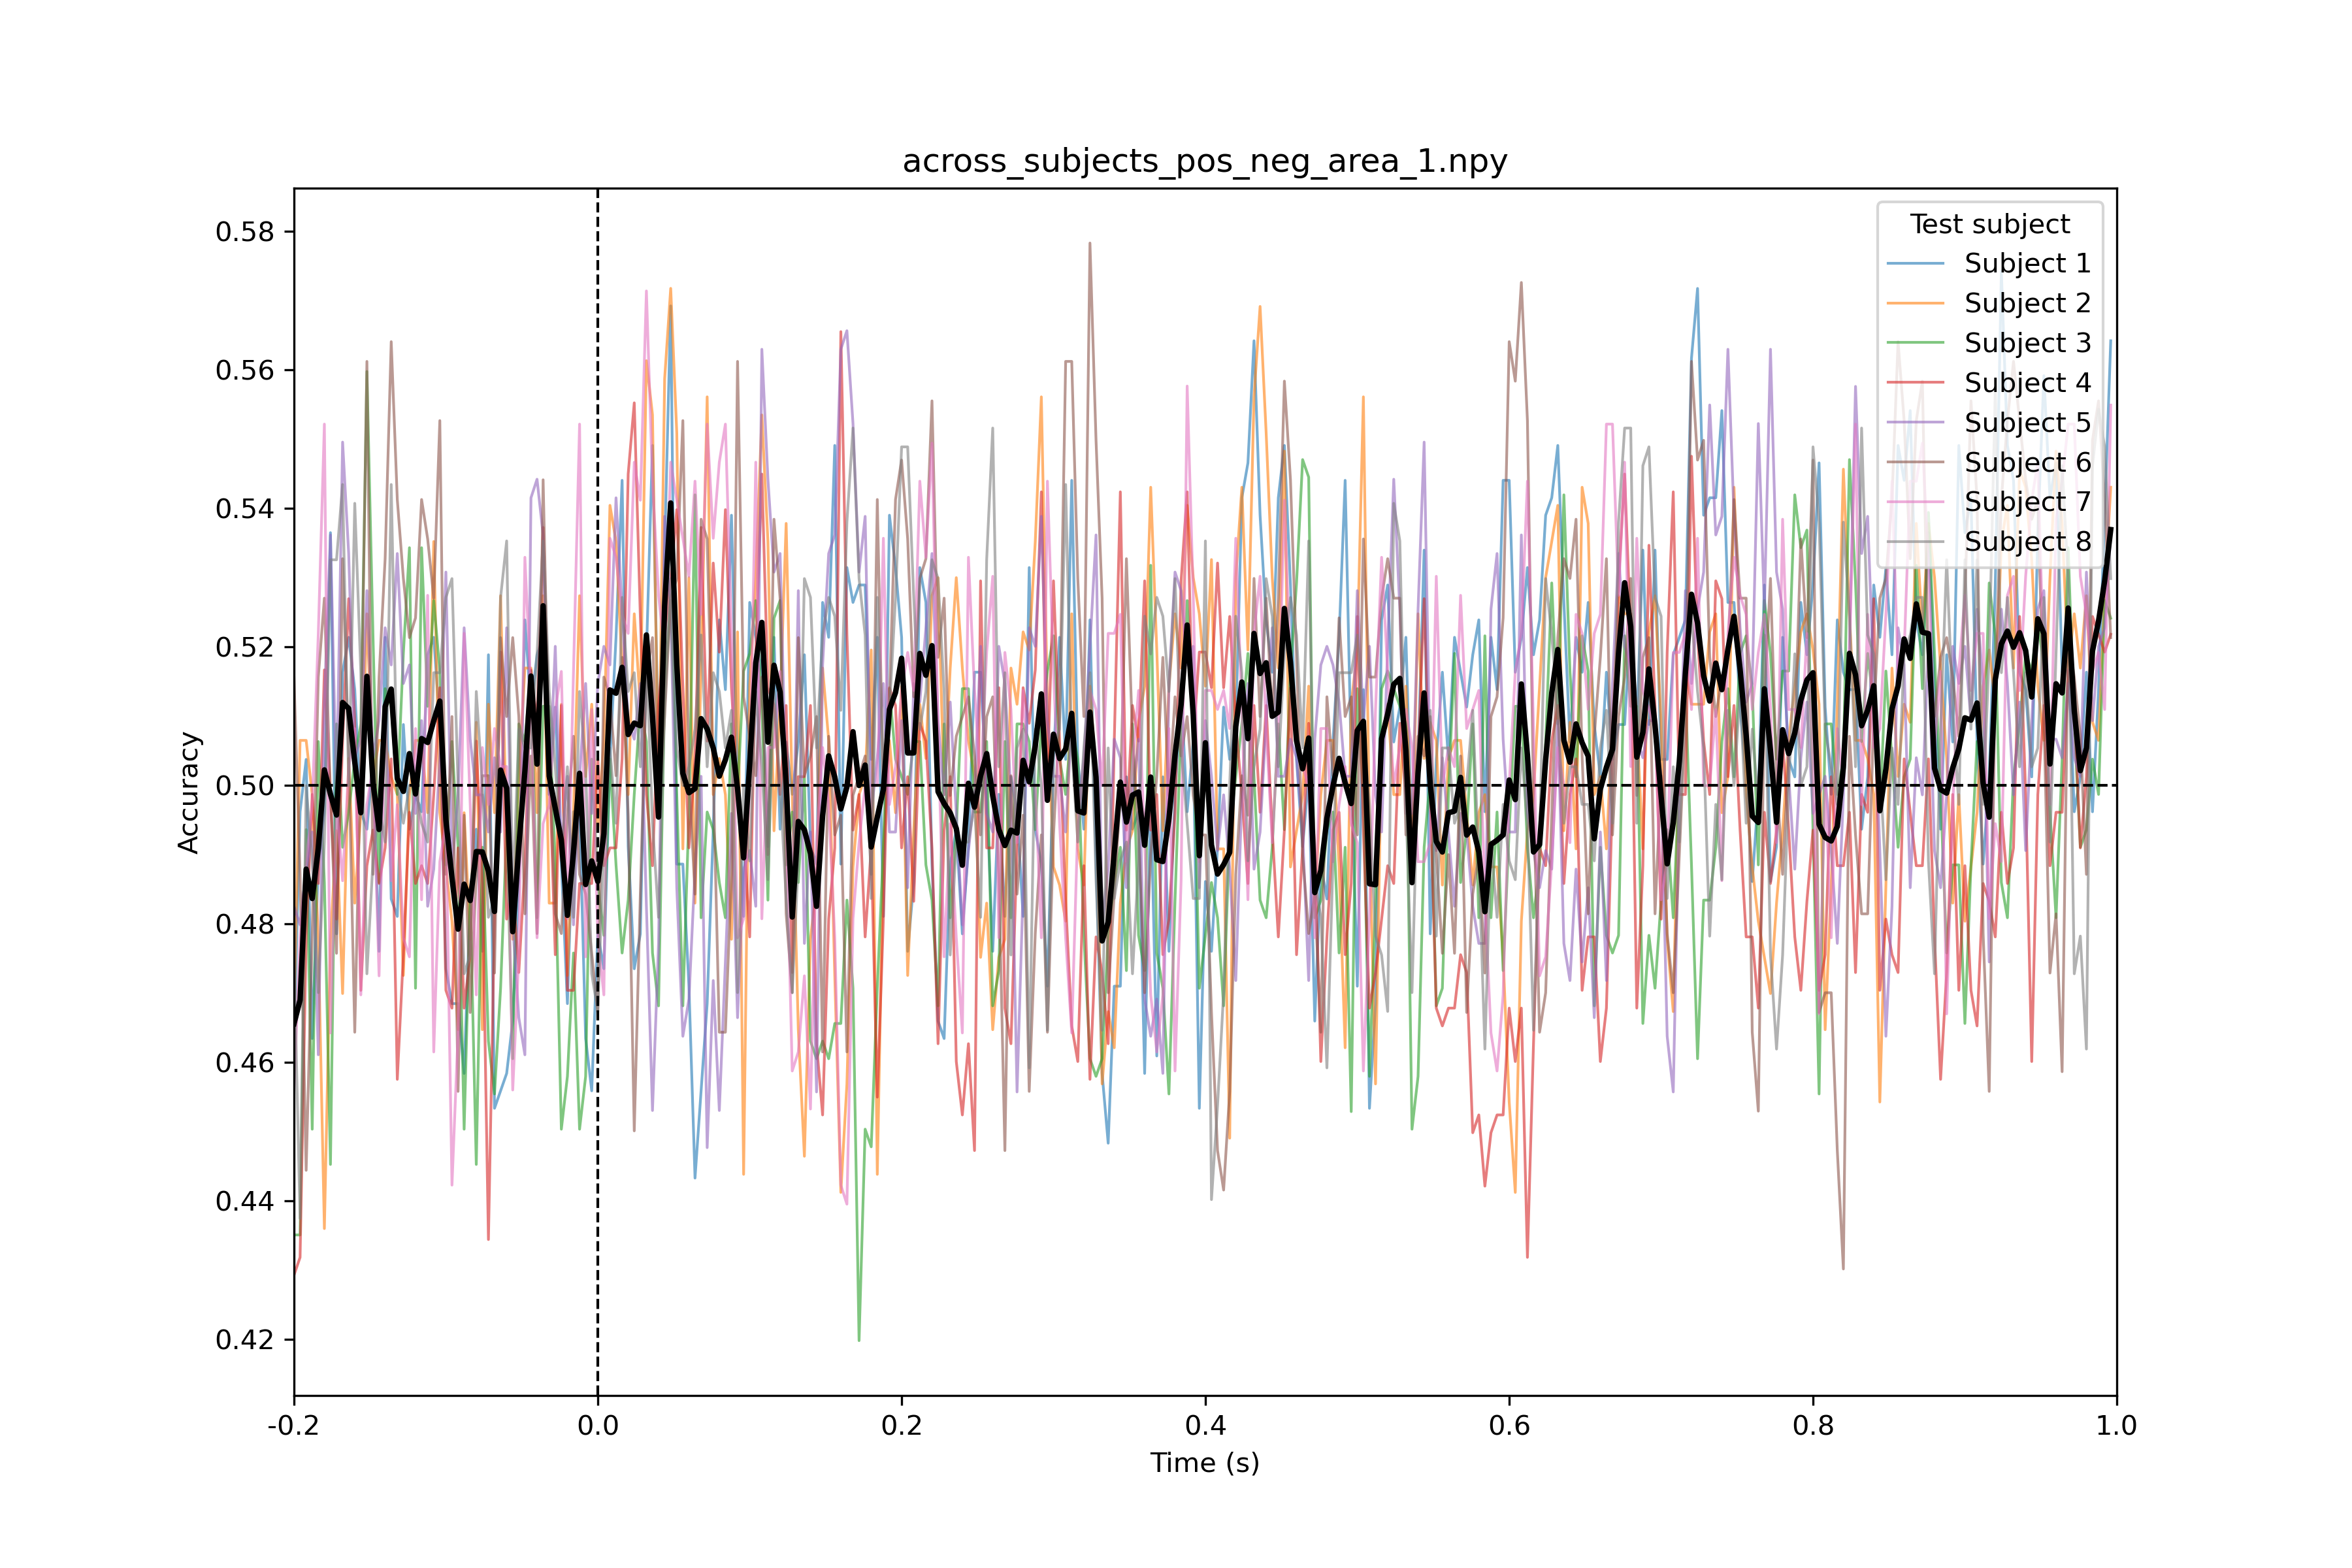 across_subjects_pos_neg_area_1.npy
Test subject
Subject 1
Subject 2
Subject 3
Subject 4
Subject 5
Subject 6
Subject 7
Subject 8
Accuracy
0.58
0.56
0.54
0.52
0.50
0.48
0.46
0.44
0.42
-0.2
0.0
0.2
0.4
0.6
0.8
1.0
Time (s)